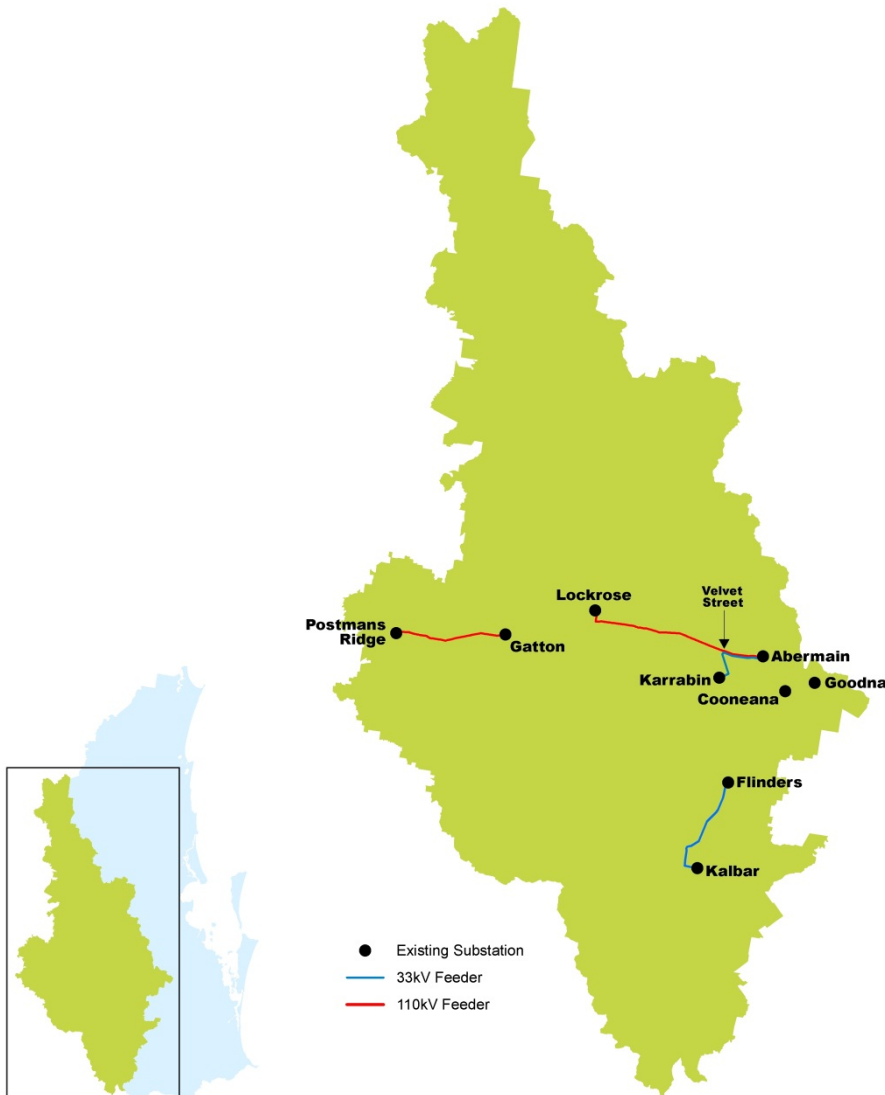 Velvet
Street
Lockrose
Postmans
Ridge
Gatton
Abermain
Karrabin
Goodna
Cooneana
Flinders
Kalbar
Existing Substation
33kV Feeder
110kV Feeder